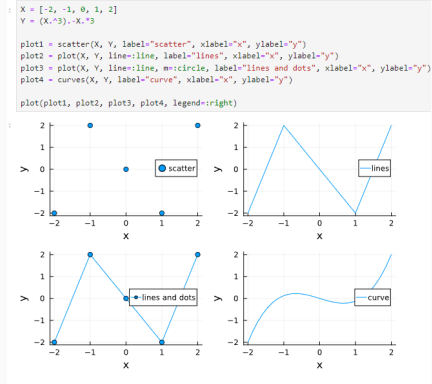 X = [-2, -1, 0, 1, 2]
Y = (X.^3).-X.*3
plot1 = scatter(X, Y, label="scatter", xlabel="x", ylabel="y")
plot2 = plot(X, Y, line=:line, label="lines", xlabel="x", ylabel="y")
plot3 = plot(X, Y, line=:line, m=:circle, label="lines and dots", xlabel="x", ylabel="y")
plot4 = curves(X, Y, label="curve", xlabel="x", ylabel="y")
plot(plot1, plot2, plot3, plot4, legend=:right)
2
1
0
−1
−2
y
scatter
−2 −1 0 1 2
x
2
1
0
−1
−2
y
lines
−2 −1 0 1 2
x
2
1
0
−1
−2
y
lines and dots
−2 −1 0 1 2
x
2
1
0
−1
−2
y
curve
−2 −1 0 1 2
x